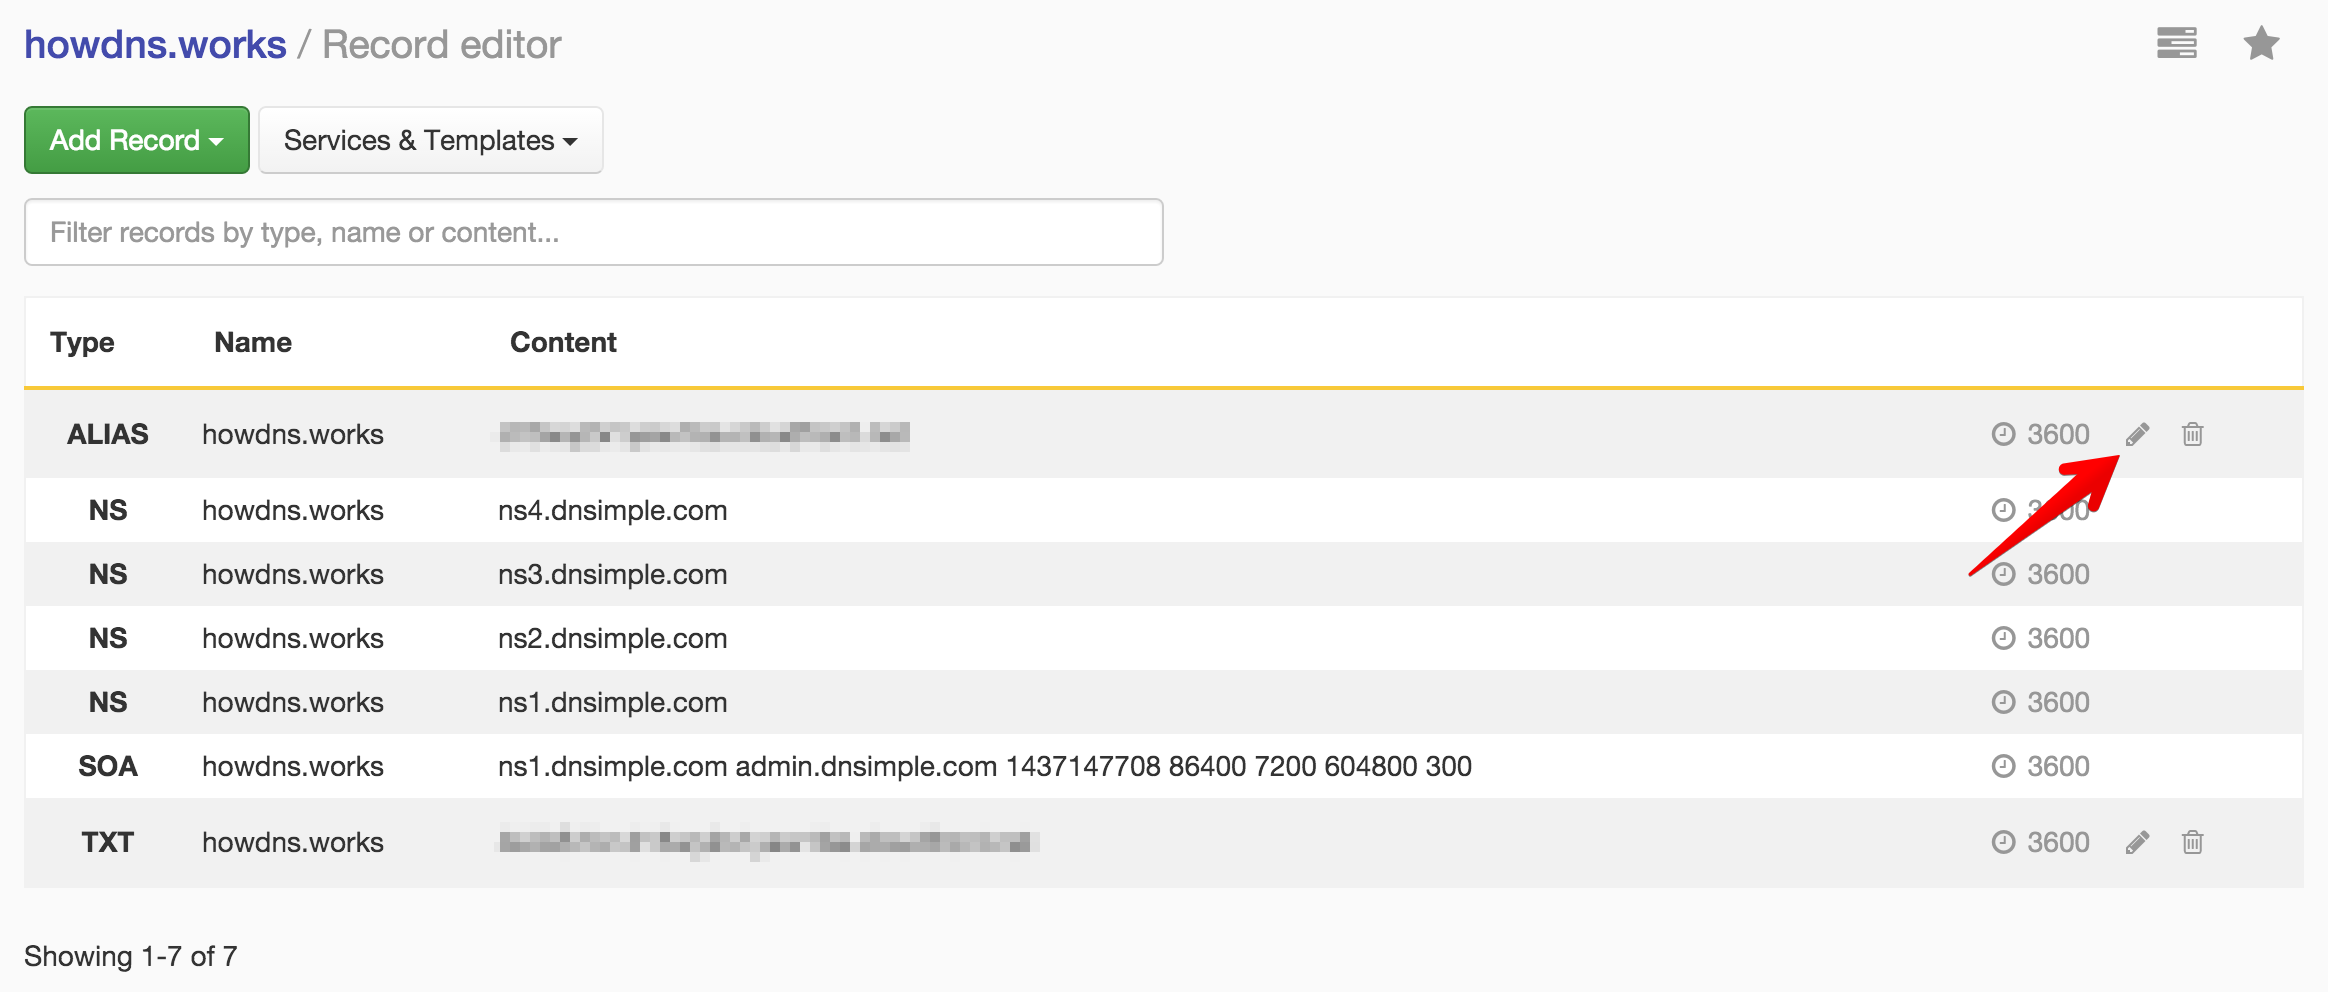 howdns.works / Record editor
Add Record
Services & Templates
Filter records by type, name or content...
Type Name Content
ALIAS howdns.works 3600
NS howdns.works ns4.dnsimple.com
NS howdns.works ns3.dnsimple.com 3600
NS howdns.works ns2.dnsimple.com 3600
NS howdns.works ns1.dnsimple.com 3600
SOA howdns.works ns1.dnsimple.com admin.dnsimple.com 1437147708 86400 7200 604800 300 3600
TXT howdns.works 3600
Showing 1-7 of 7